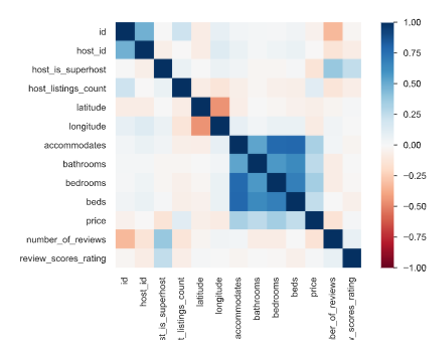 id
host_id
host_is_superhost
host_listings_count
latitude
longitude
accommodates
bathrooms
bedrooms
beds
price
number_of_reviews
review_scores_rating
1.00
0.75
0.50
0.25
0.00
−0.25
−0.50
−0.75
−1.00
id
host_id
st_is_superhost
t_listings_count
latitude
longitude
accommodates
bathrooms
bedrooms
beds
price
ber_of_reviews
w_scores_rating